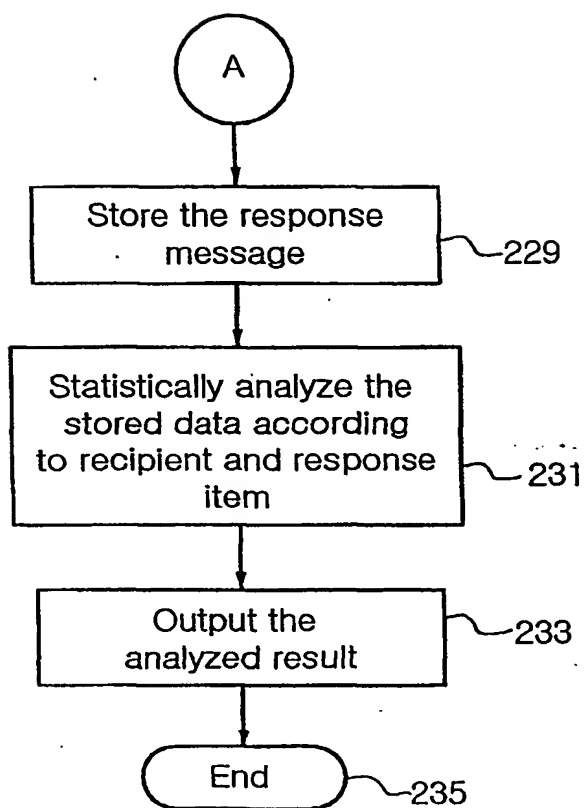 A
Store the response
message
229
Statistically analyze the
stored data according
to recipient and response
item
231
Output the
analyzed result
233
End
235